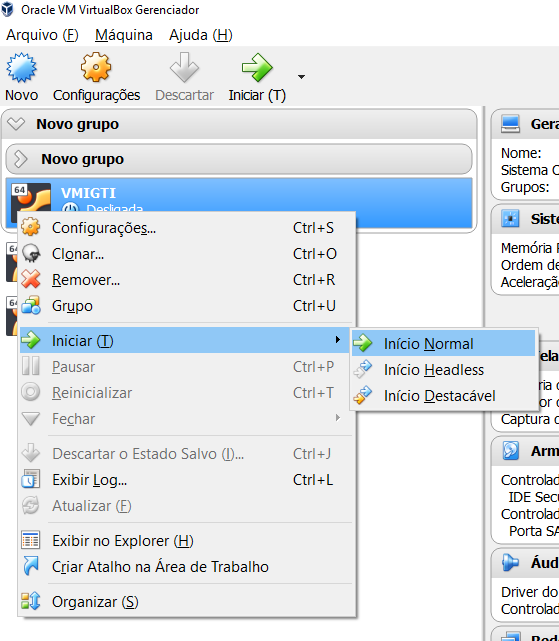 Oracle VM VirtualBox Gerenciador
Arquivo (F) Máquina Ajuda (H)
Novo Configurações Descartar Iniciar (T)
Novo grupo
Novo grupo
64 VMIGTI
Desligada
64
64
Configurações... Ctrl+S
Clonar... Ctrl+O
Remover... Ctrl+R
Grupo Ctrl+U
Iniciar (T)
Pausar Ctrl+P
Reinicializar Ctrl+T
Fechar
Descartar o Estado Salvo (I)... Ctrl+J
Exibir Log... Ctrl+L
Atualizar (F)
Exibir no Explorer (H)
Criar Atalho na Área de Trabalho
Organizar (S)
Início Normal
Início Headless
Início Destacável
Gera
Nome:
Sistema O
Grupos:
Siste
Memória R
Ordem de
Aceleração
ela
Captura d
Arm
Controlad
IDE Secu
Controlad
Porta SA
Áud
Driver do
Controlad